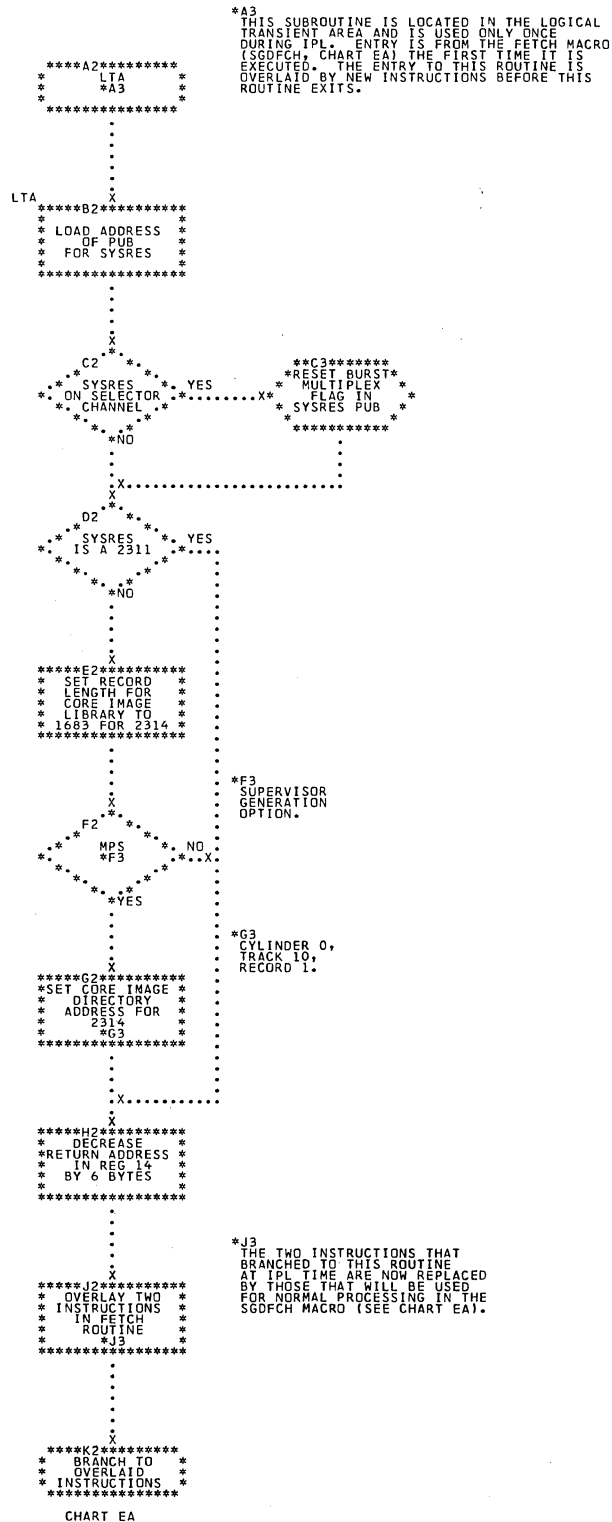 *A3
THIS SUBROUTINE IS LOCATED IN THE LOGICAL
TRANSIENT AREA AND IS USED ONLY ONCE
DURING IPL. ENTRY IS FROM THE FETCH MACRO
(SGDFCH, CHART EA) THE FIRST TIME IT IS
EXECUTED. THE ENTRY TO THIS ROUTINE IS
OVERLAID BY NEW INSTRUCTIONS BEFORE THIS
ROUTINE EXITS.
A2
LTA
*A3
LTA
B2
LOAD ADDRESS
OF PUB
FOR SYSRES
C2
SYSRES
ON SELECTOR
CHANNEL
YES
NO
C3
RESET BURST
MULTIPLEX
FLAG IN
SYSRES PUB
D2
SYSRES
IS A 2311
YES
NO
E2
SET RECORD
LENGTH FOR
CORE IMAGE
LIBRARY TO
1683 FOR 2314
*F3
SUPERVISOR
GENERATION
OPTION.
F2
MPS
*F3
NO
YES
*G3
CYLINDER 0,
TRACK 10,
RECORD 1.
G2
SET CORE IMAGE
DIRECTORY
ADDRESS FOR
2314
*G3
H2
DECREASE
RETURN ADDRESS
IN REG 14
BY 6 BYTES
*J3
THE TWO INSTRUCTIONS THAT
BRANCHED TO THIS ROUTINE
AT IPL TIME ARE NOW REPLACED
BY THOSE THAT WILL BE USED
FOR NORMAL PROCESSING IN THE
SGDFCH MACRO (SEE CHART EA).
J2
OVERLAY TWO
INSTRUCTIONS
IN FETCH
ROUTINE
*J3
K2
BRANCH TO
OVERLAID
INSTRUCTIONS
CHART EA